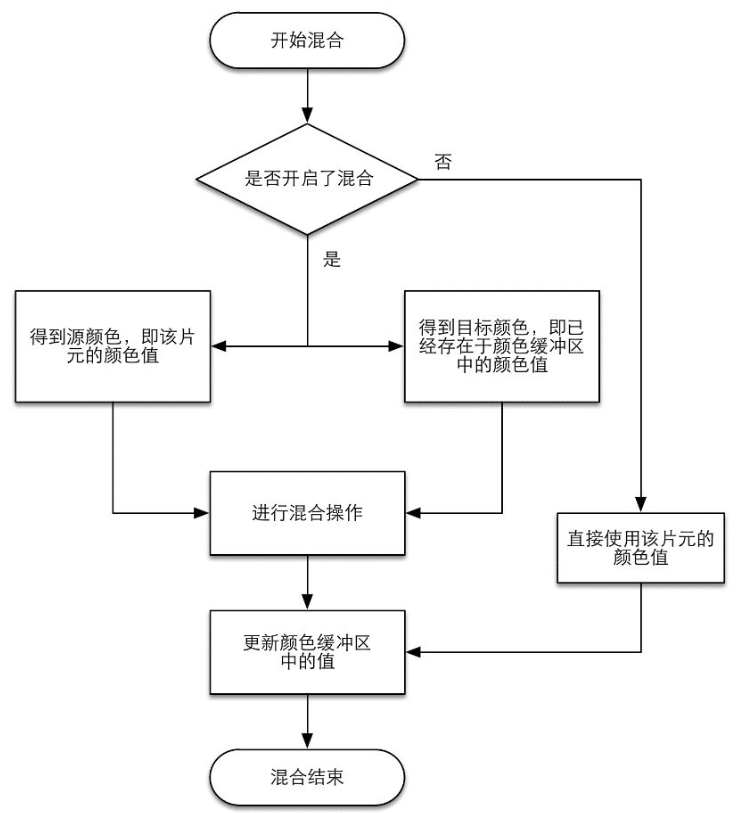 开始混合
是否开启了混合
否
是
得到源颜色，即该片
元的颜色值
得到目标颜色，即已
经存在于颜色缓冲区
中的颜色值
进行混合操作
直接使用该片元的
颜色值
更新颜色缓冲区
中的值
混合结束